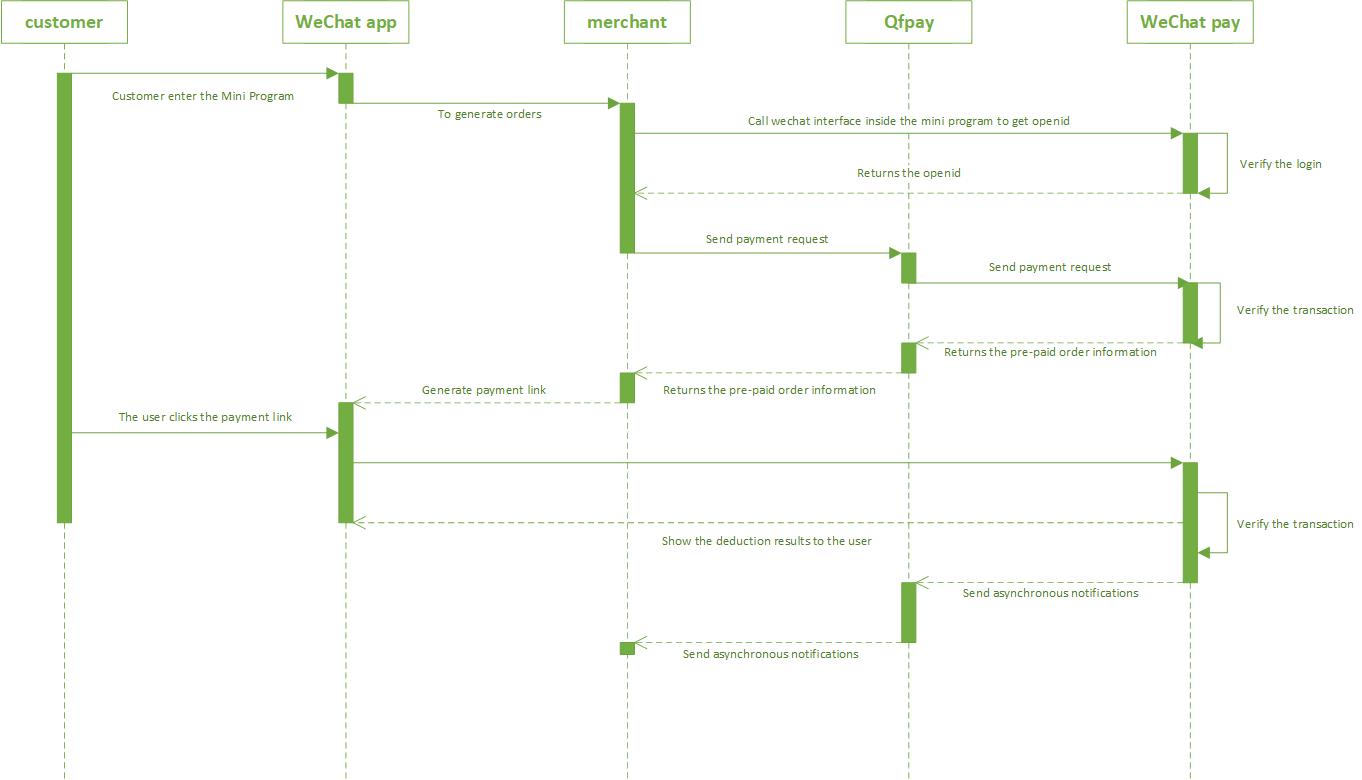 customer
WeChat app
merchant
Qfpay
WeChat pay
Customer enter the Mini Program
To generate orders
Call wechat interface inside the mini program to get openid
Verify the login
Returns the openid
Send payment request
Send payment request
Verify the transaction
Returns the pre-paid order information
Generate payment link
Returns the pre-paid order information
The user clicks the payment link
Verify the transaction
Show the deduction results to the user
Send asynchronous notifications
Send asynchronous notifications